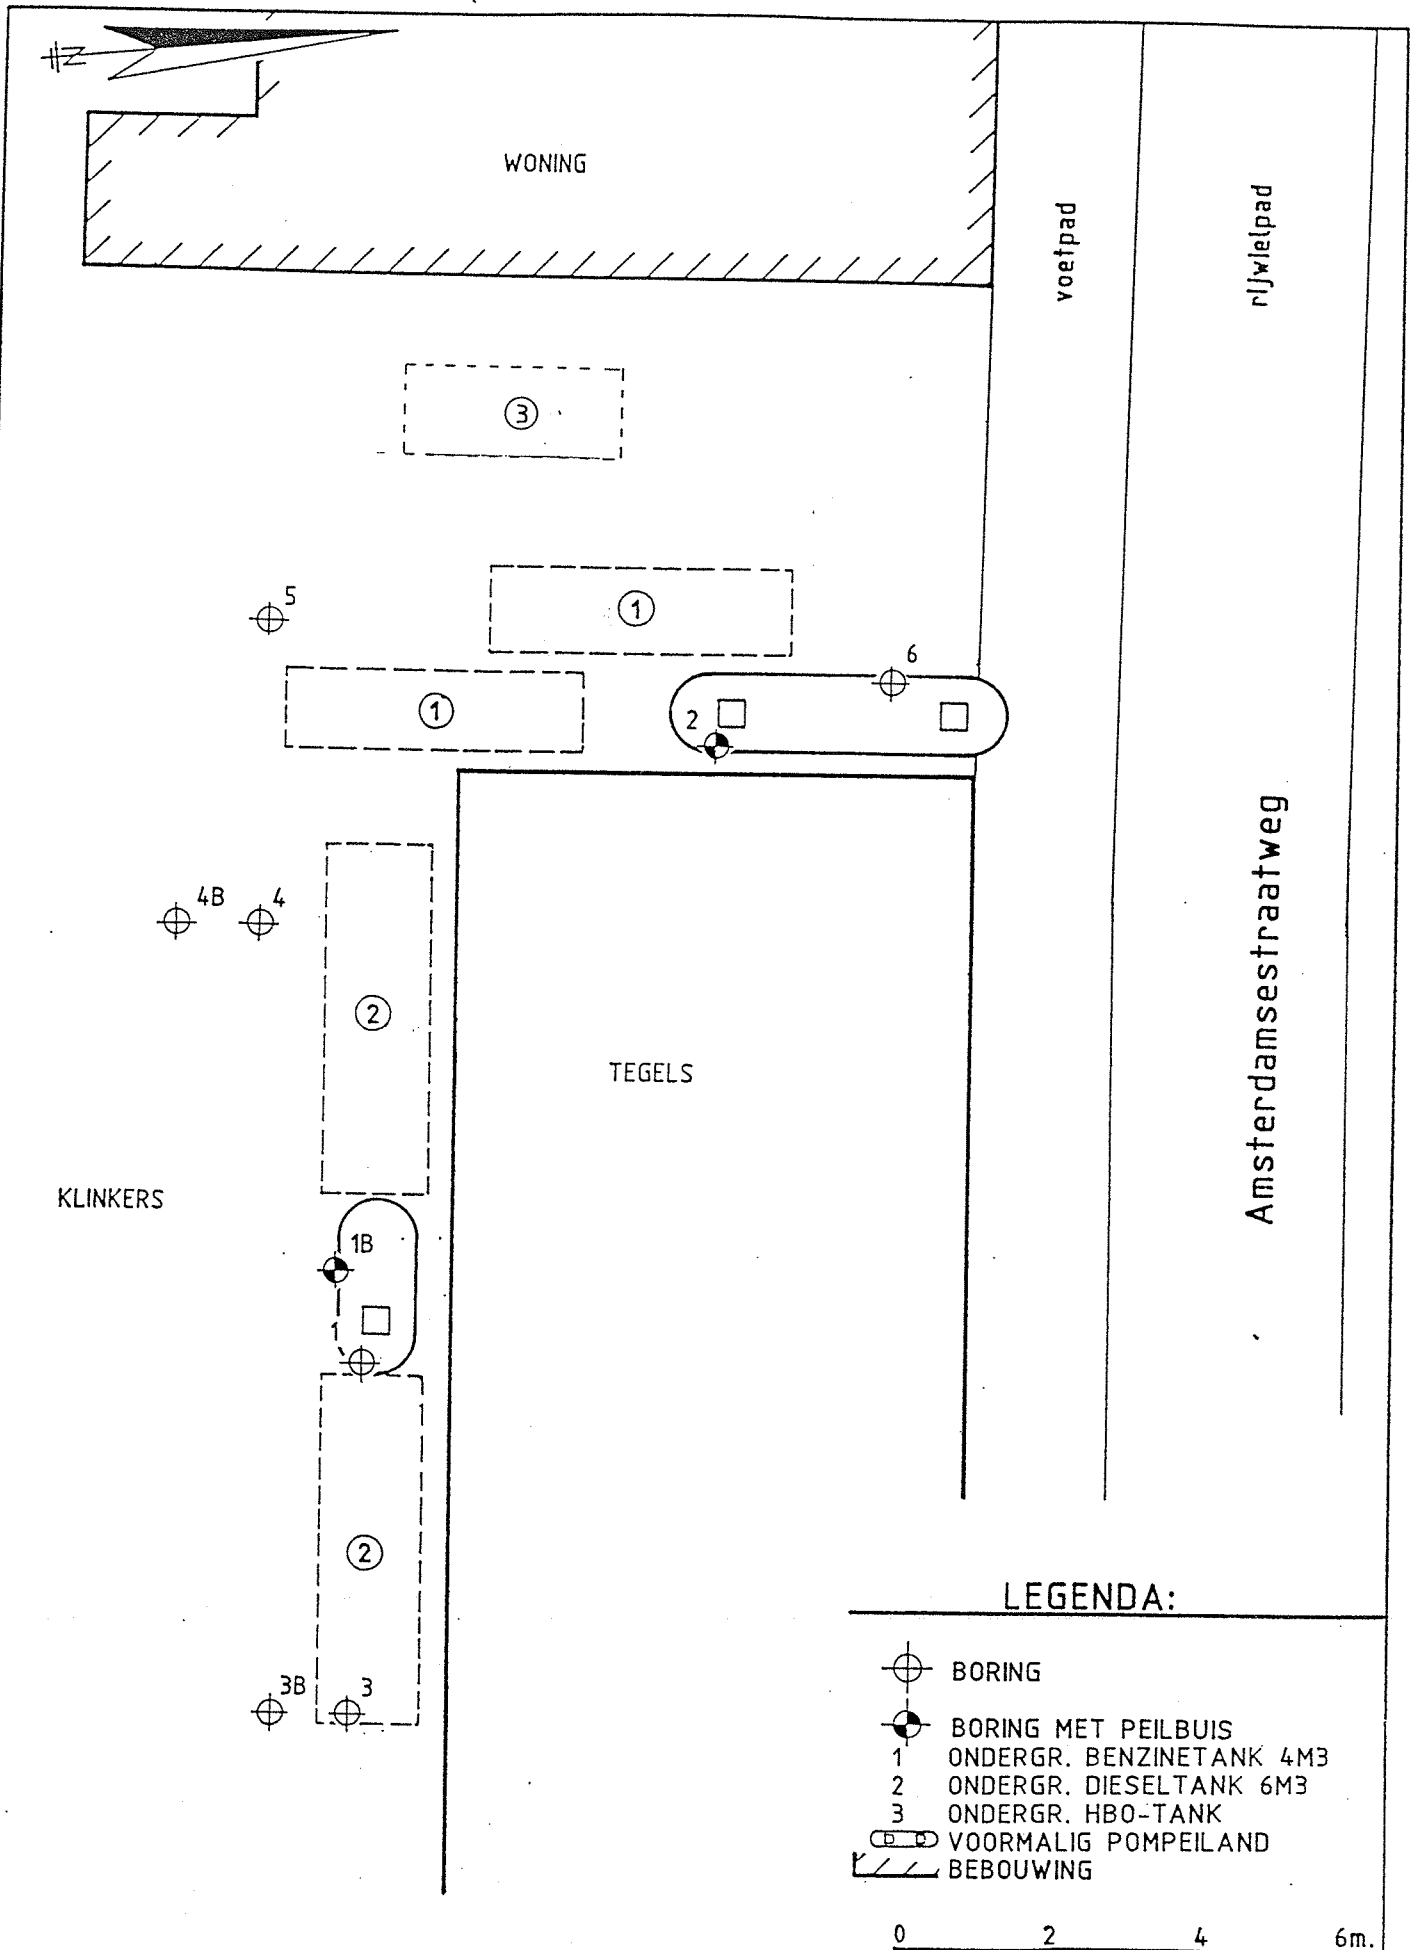 N
WONING
voetpad
rijwielpad
3
1
5
6
1
2
4B
4
2
TEGELS
Amsterdamsestraatweg
KLINKERS
1B
1
2
3B
3
LEGENDA:
BORING
BORING MET PEILBUIS
1 ONDERGR. BENZINETANK 4M3
2 ONDERGR. DIESELTANK 6M3
3 ONDERGR. HBO-TANK
VOORMALIG POMPEILAND
BEBOUWING
0 2 4 6m.